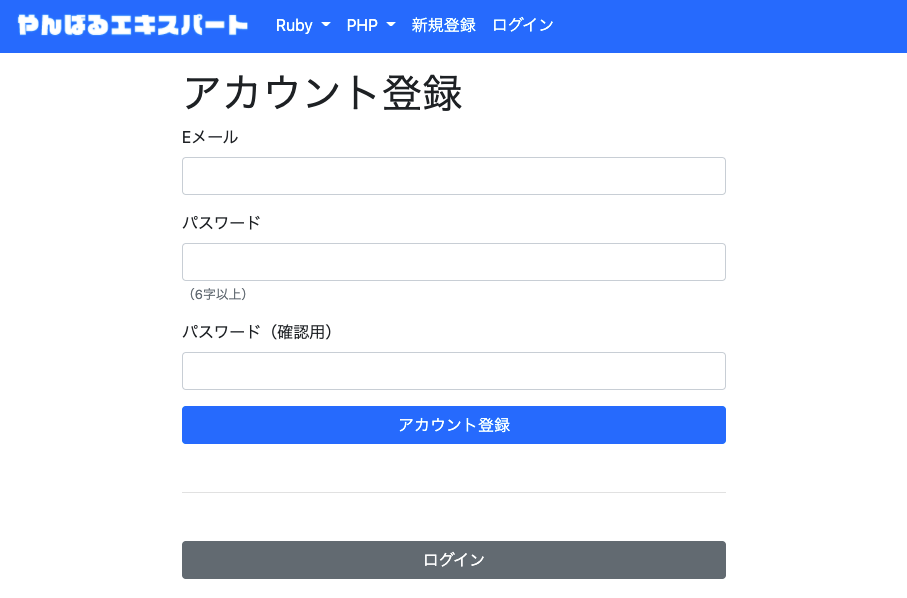 やんばるエキスパート Ruby PHP 新規登録 ログイン
アカウント登録
Eメール
パスワード
（6字以上）
パスワード（確認用）
アカウント登録
ログイン